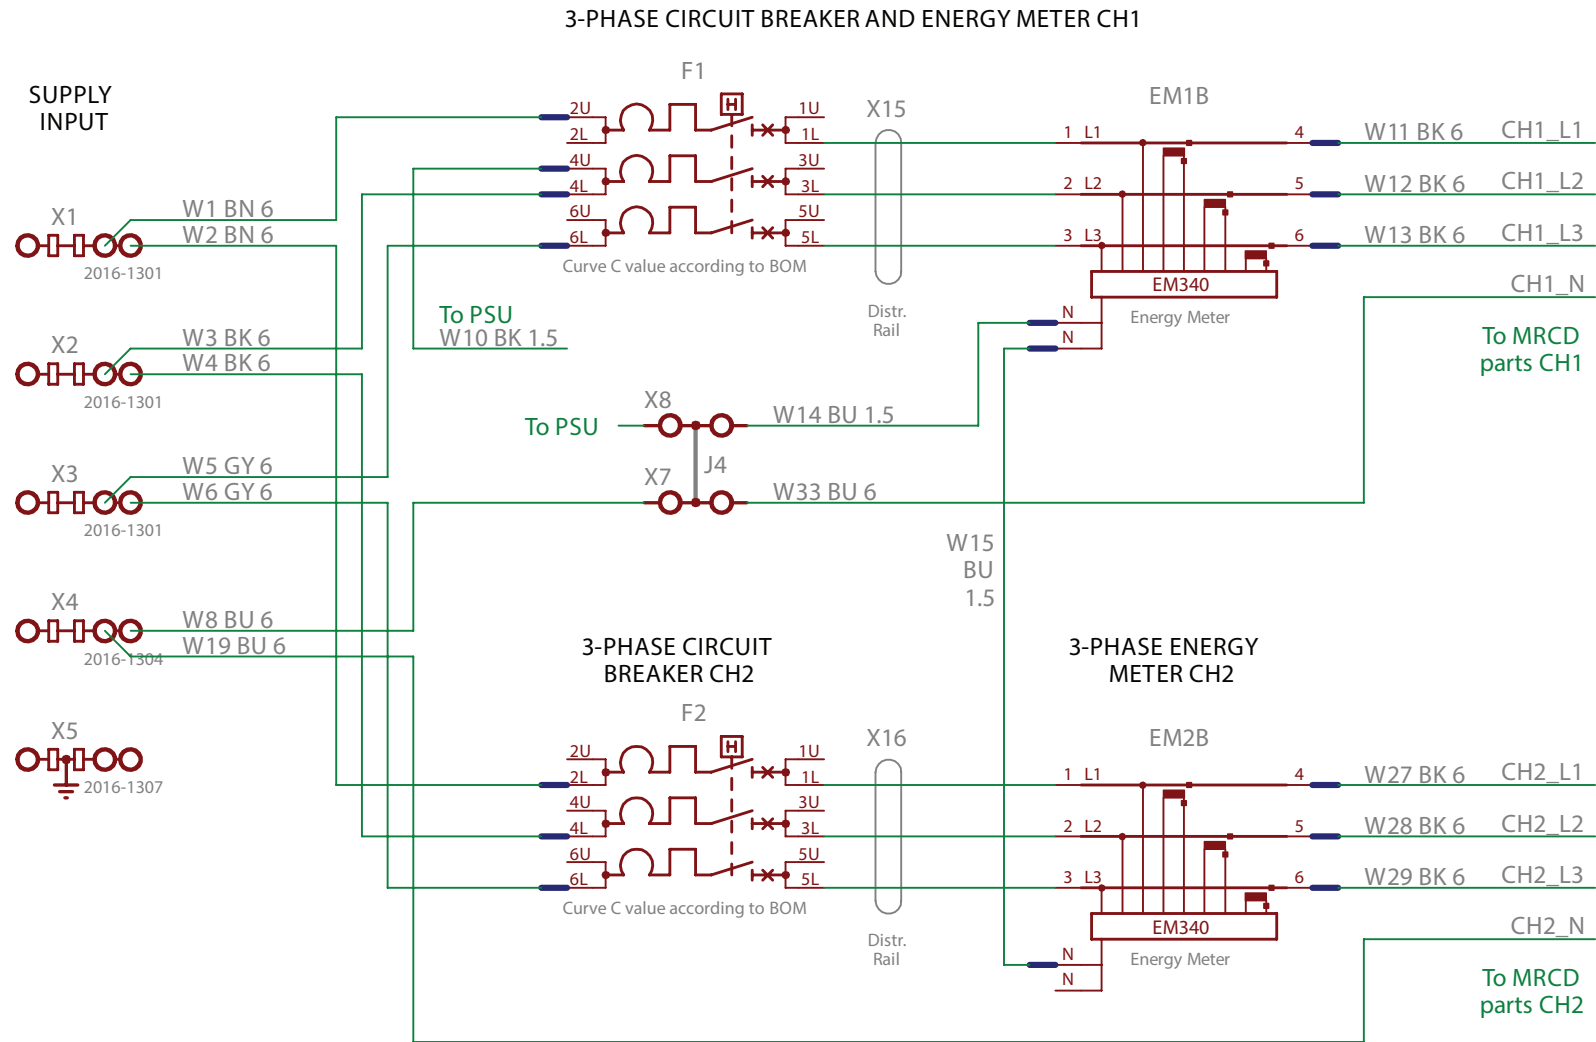 3-PHASE CIRCUIT BREAKER AND ENERGY METER CH1
SUPPLY
INPUT
F1
2U
2L
4U
4L
6U
6L
H
1U
1L
3U
3L
5U
5L
Curve C value according to BOM
X15
Distr.
Rail
EM1B
1 L1
2 L2
3 L3
4
5
6
EM340
Energy Meter
N
N
W11 BK 6
CH1_L1
W12 BK 6
CH1_L2
W13 BK 6
CH1_L3
CH1_N
To MRCD
parts CH1
X1
W1 BN 6
W2 BN 6
2016-1301
X2
W3 BK 6
W4 BK 6
2016-1301
To PSU
W10 BK 1.5
X3
W5 GY 6
W6 GY 6
2016-1301
To PSU
X8
W14 BU 1.5
J4
X7
W33 BU 6
W15
BU
1.5
X4
W8 BU 6
W19 BU 6
2016-1304
X5
2016-1307
3-PHASE CIRCUIT
BREAKER CH2
F2
2U
2L
4U
4L
6U
6L
H
1U
1L
3U
3L
5U
5L
Curve C value according to BOM
X16
Distr.
Rail
3-PHASE ENERGY
METER CH2
EM2B
1 L1
2 L2
3 L3
4
5
6
EM340
Energy Meter
N
N
W27 BK 6
CH2_L1
W28 BK 6
CH2_L2
W29 BK 6
CH2_L3
CH2_N
To MRCD
parts CH2